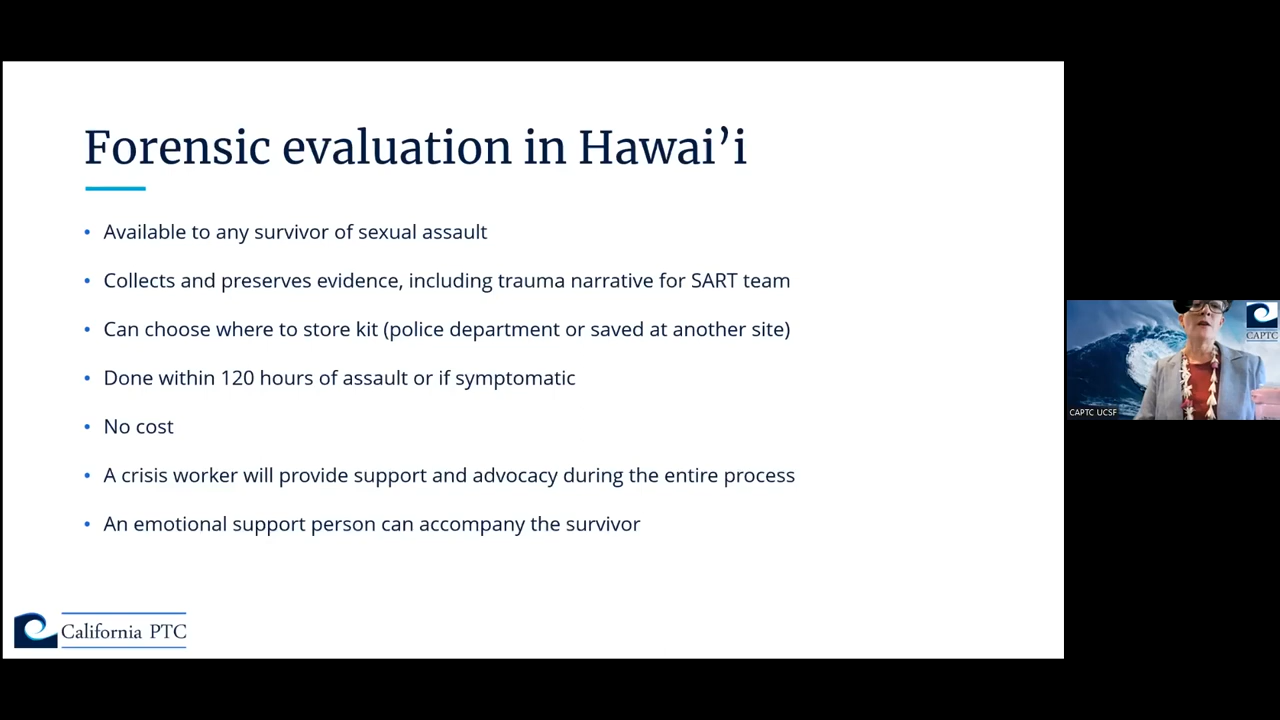 Forensic evaluation in Hawai’i
• Available to any survivor of sexual assault
• Collects and preserves evidence, including trauma narrative for SART team
• Can choose where to store kit (police department or saved at another site)
• Done within 120 hours of assault or if symptomatic
• No cost
• A crisis worker will provide support and advocacy during the entire process
• An emotional support person can accompany the survivor
California PTC
CAPTC
CAPTC UCSF